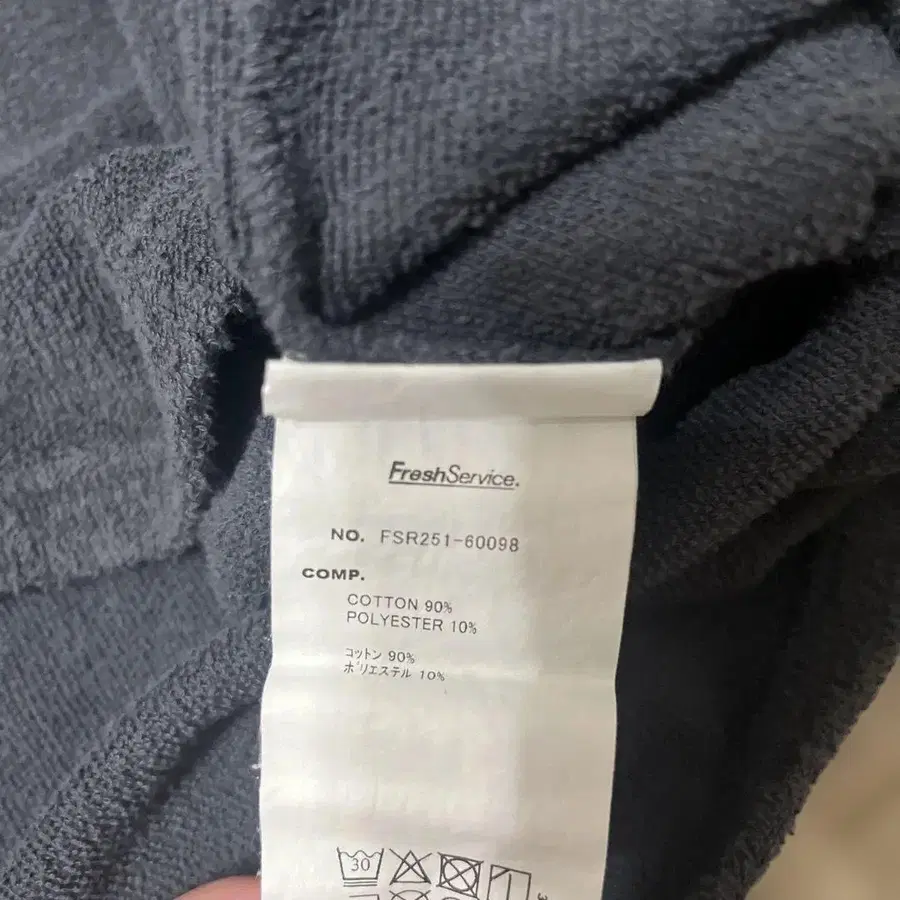 FreshService.
NO. FSR251-60098
COMP.
COTTON 90%
POLYESTER 10%
コットン 90%
ポリエステル 10%
30